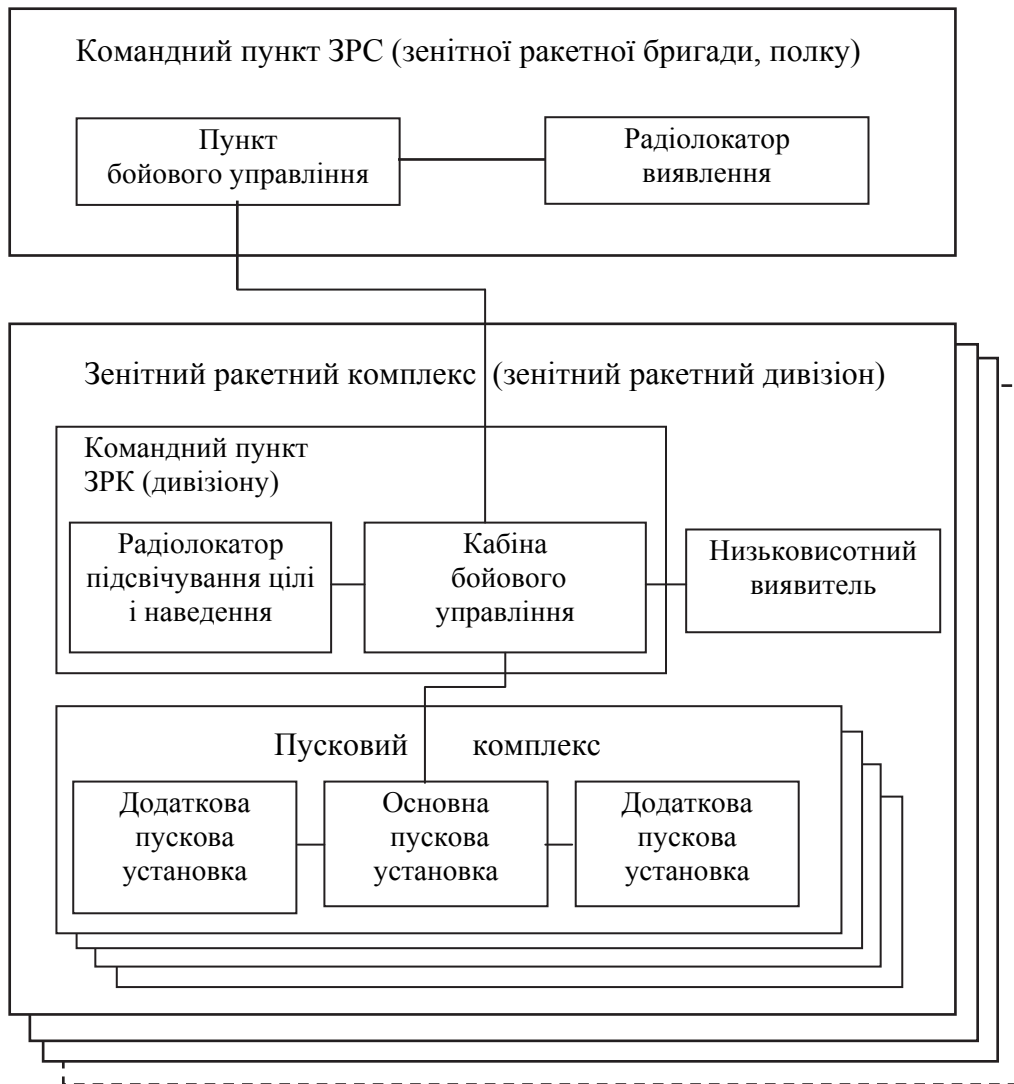 Командний пункт ЗРС (зенітної ракетної бригади, полку)
Пункт
бойового управління
Радіолокатор
виявлення
Зенітний ракетний комплекс (зенітний ракетний дивізіон)
Командний пункт
ЗРК (дивізіону)
Радіолокатор
підсвічування цілі
і наведення
Кабіна
бойового
управління
Низьковисотний
виявитель
Пусковий комплекс
Додаткова
пускова
установка
Основна
пускова
установка
Додаткова
пускова
установка